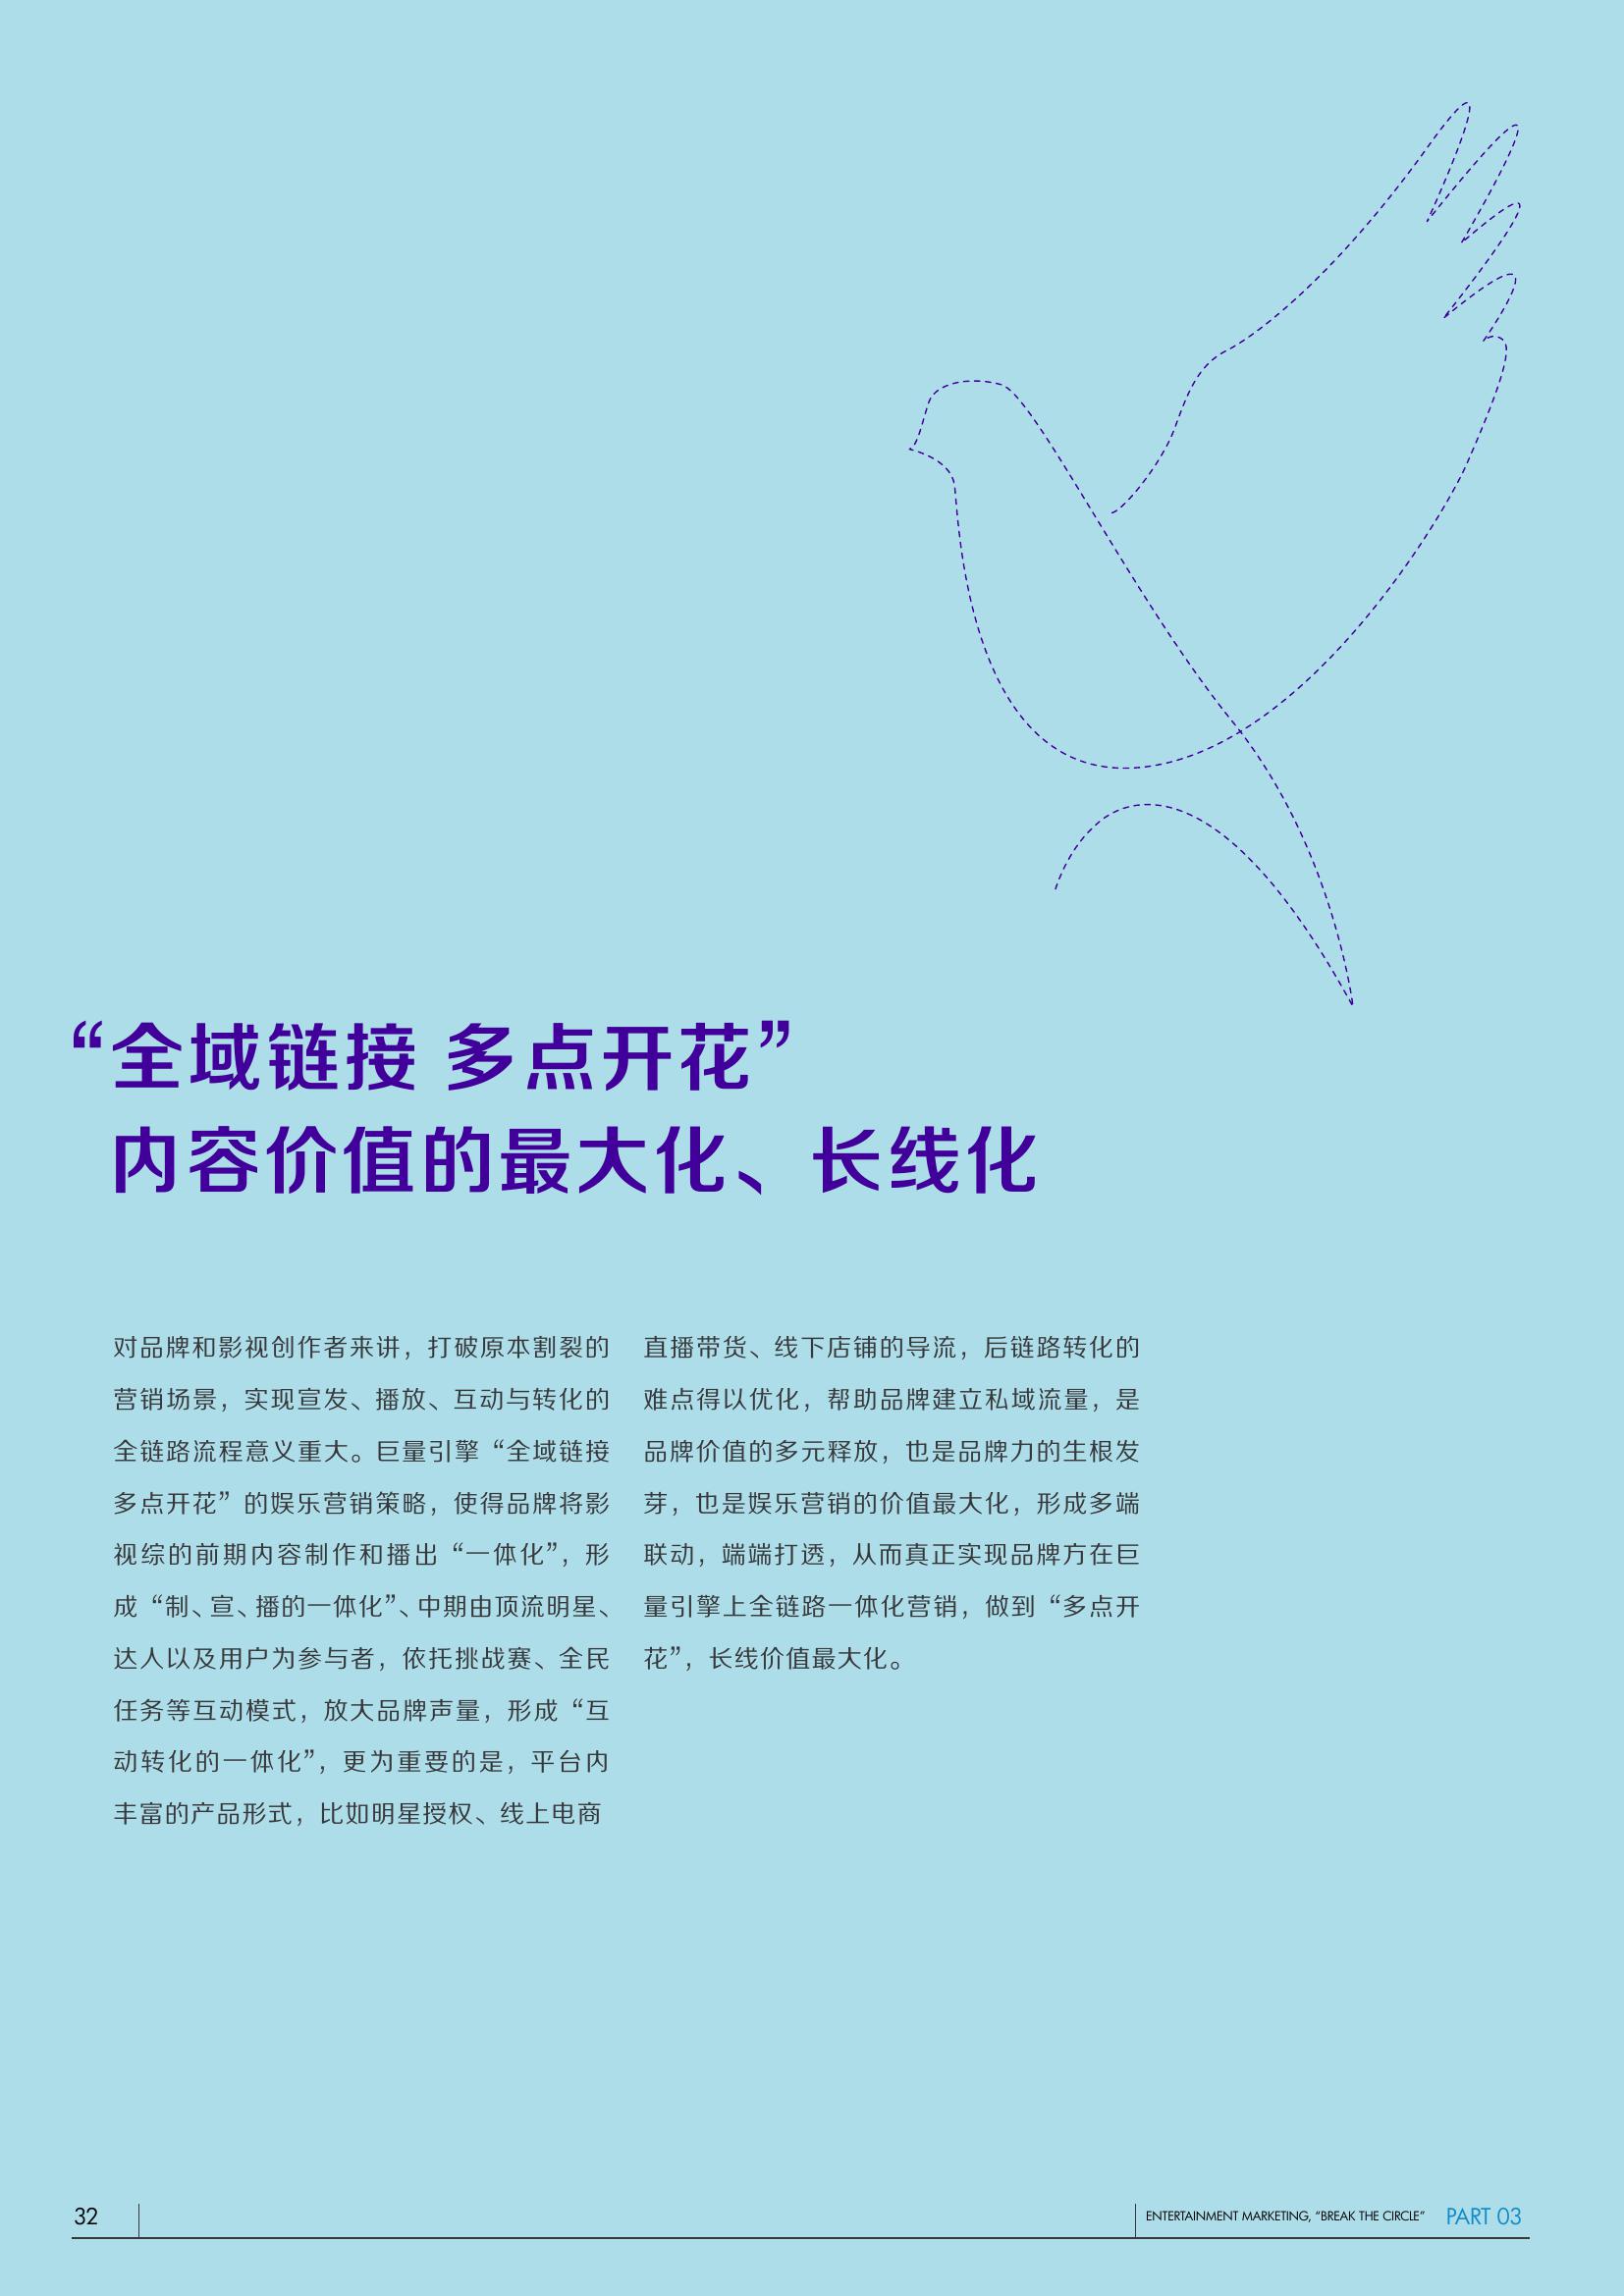 “全域链接 多点开花”
内容价值的最大化、长线化
对品牌和影视创作者来讲，打破原本割裂的
营销场景，实现宣发、播放、互动与转化的
全链路流程意义重大。巨量引擎“全域链接
多点开花”的娱乐营销策略，使得品牌将影
视综的前期内容制作和播出“一体化”，形
成“制、宣、播的一体化”、中期由顶流明星、
达人以及用户为参与者，依托挑战赛、全民
任务等互动模式，放大品牌声量，形成“互
动转化的一体化”，更为重要的是，平台内
丰富的产品形式，比如明星授权、线上电商
直播带货、线下店铺的导流，后链路转化的
难点得以优化，帮助品牌建立私域流量，是
品牌价值的多元释放，也是品牌力的生根发
芽，也是娱乐营销的价值最大化，形成多端
联动，端端打透，从而真正实现品牌方在巨
量引擎上全链路一体化营销，做到“多点开
花”，长线价值最大化。
32
ENTERTAINMENT MARKETING, “BREAK THE CIRCLE” PART 03